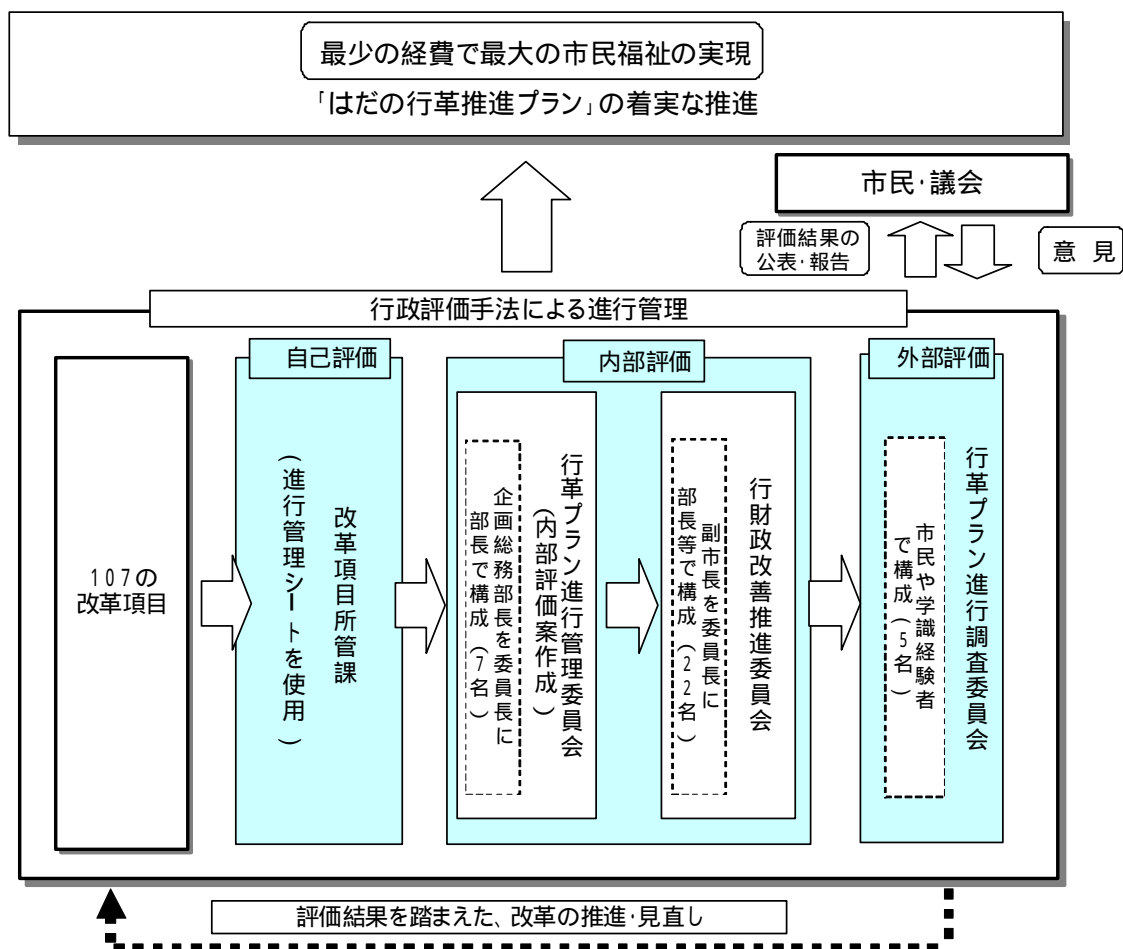 最少の経費で最大の市民福祉の実現
「はだの行革推進プラン」の着実な推進
市民・議会
評価結果の
公表・報告
意 見
行政評価手法による進行管理
自己評価
内部評価
外部評価
107の
改革項目
改革項目所管課
(進行管理シートを使用)
行革プラン進行管理委員会
(内部評価案作成)
企画総務部長を委員長に
部長で構成(7名)
行財政改善推進委員会
副市長を委員長に
部長等で構成(22名)
行革プラン進行調査委員会
市民や学識経験者
で構成(5名)
評価結果を踏まえた、改革の推進・見直し